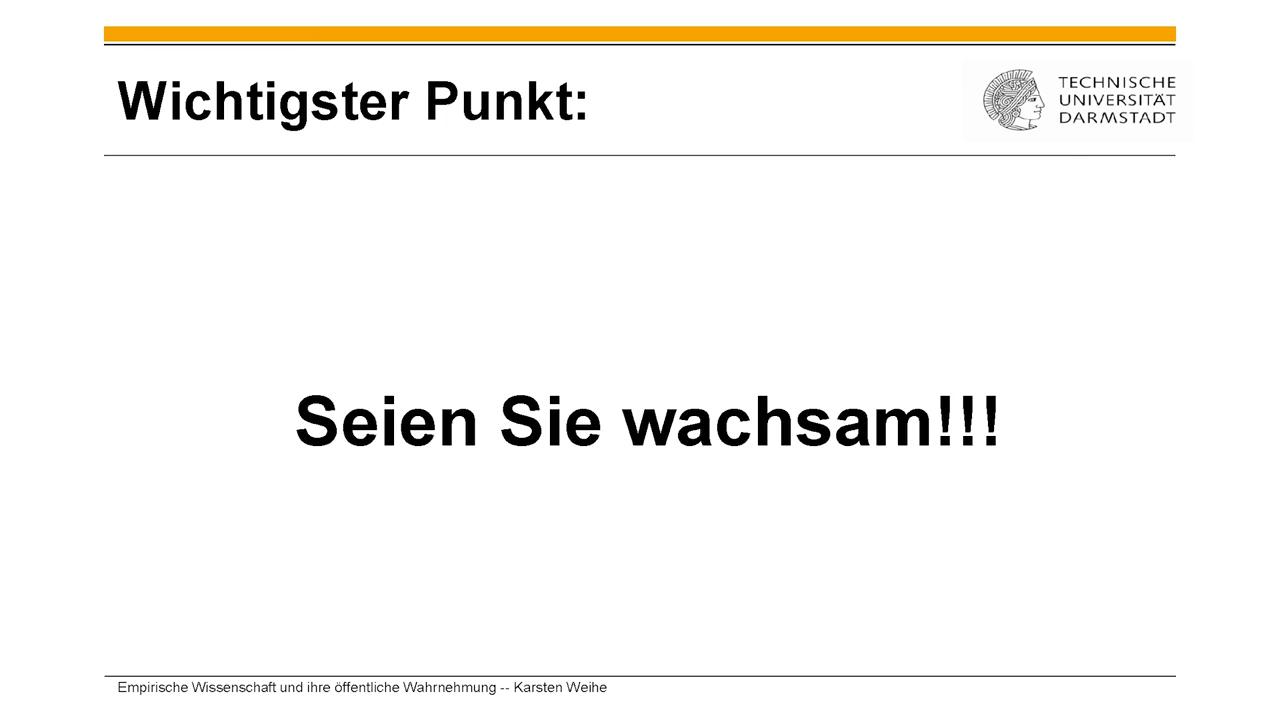 Wichtigster Punkt:
TECHNISCHE
UNIVERSITÄT
DARMSTADT
Seien Sie wachsam!!!
Empirische Wissenschaft und ihre öffentliche Wahrnehmung -- Karsten Weihe